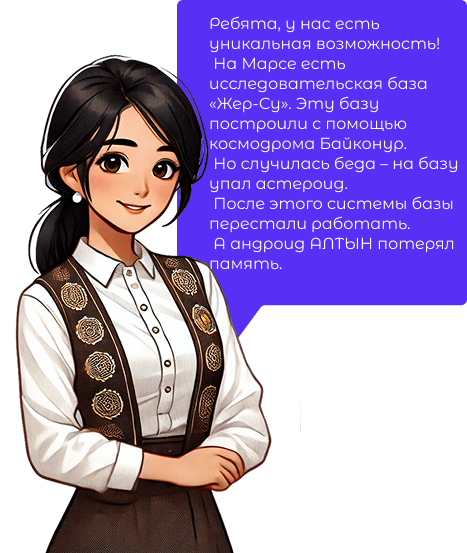 Ребята, у нас есть
уникальная возможность!
На Марсе есть
исследовательская база
«Жер-Су». Эту базу
построили с помощью
космодрома Байконур.
Но случилась беда – на базу
упал астероид.
После этого системы базы
перестали работать.
А андроид АЛТЫН потерял
память.